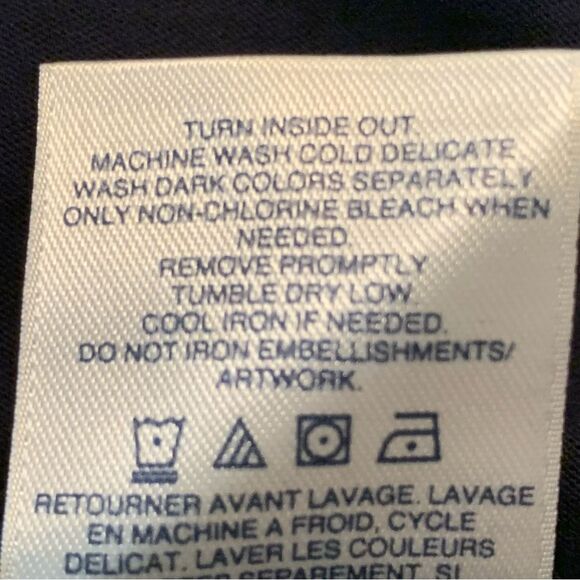 TURN INSIDE OUT.
MACHINE WASH COLD DELICATE
WASH DARK COLORS SEPARATELY
ONLY NON-CHLORINE BLEACH WHEN
NEEDED.
REMOVE PROMPTLY
TUMBLE DRY LOW.
COOL IRON IF NEEDED.
DO NOT IRON EMBELLISHMENTS/
ARTWORK.
RETOURNER AVANT LAVAGE. LAVAGE
EN MACHINE A FROID, CYCLE
DELICAT. LAVER LES COULEURS
SEPAREMENT. SI